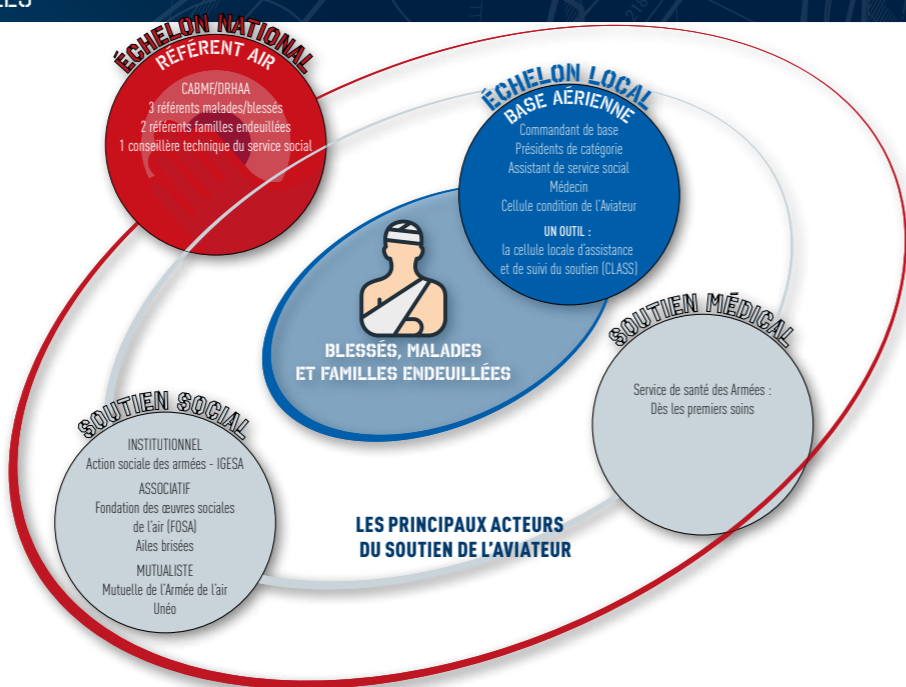 ÉCHELON NATIONAL
RÉFÉRENT AIR
CABMF/DRHAA
3 référents malades/blessés
2 référents familles endeuillées
1 conseillère technique du service social
ÉCHELON LOCAL
BASE AÉRIENNE
Commandant de base
Présidents de catégorie
Assistant de service social
Médecin
Cellule condition de l'Aviateur
UN OUTIL :
la cellule locale d'assistance
et de suivi du soutien (CLASS)
BLESSÉS, MALADES
ET FAMILLES ENDEUILLÉES
SOUTIEN MÉDICAL
Service de santé des Armées :
Dès les premiers soins
SOUTIEN SOCIAL
INSTITUTIONNEL
Action sociale des armées - IGESA
ASSOCIATIF
Fondation des œuvres sociales
de l'air (FOSA)
Ailes brisées
MUTUALISTE
Mutuelle de l'Armée de l'air
Unéo
LES PRINCIPAUX ACTEURS
DU SOUTIEN DE L'AVIATEUR